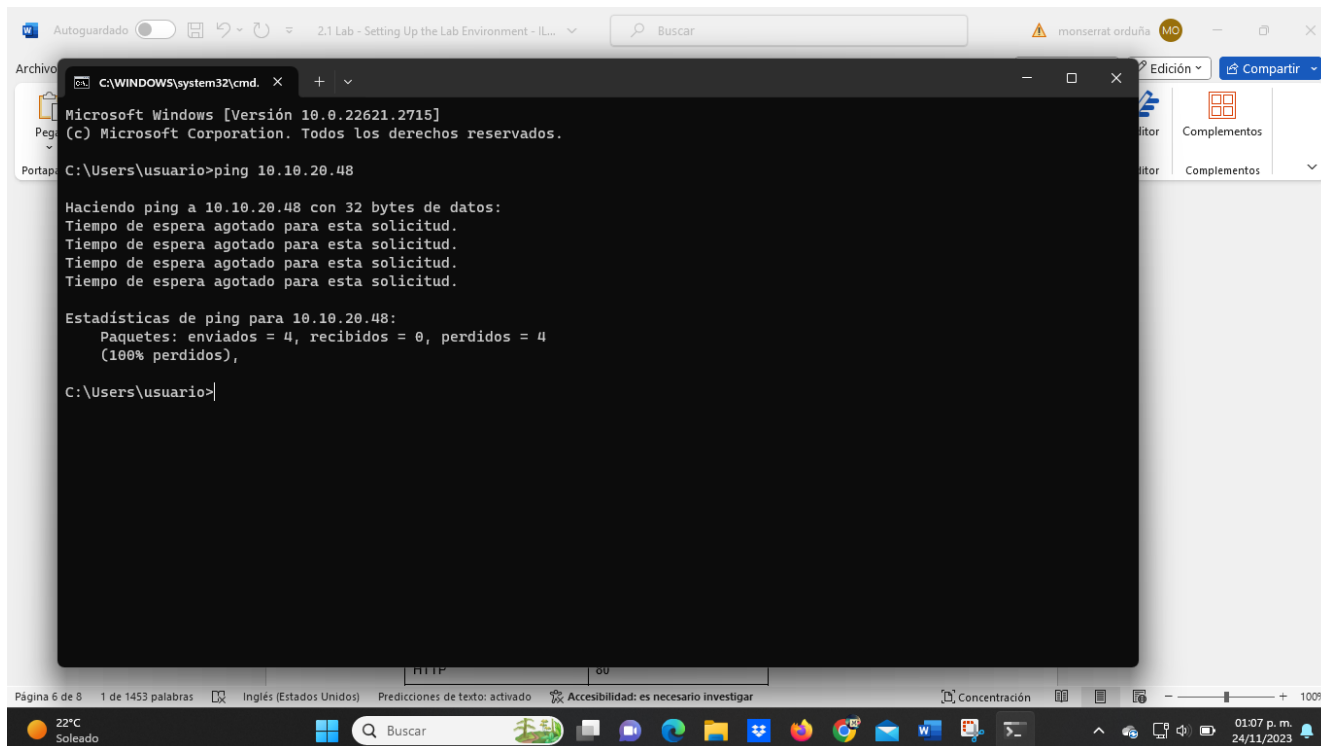 Autoguardado
2.1 Lab - Setting Up the Lab Environment - IL...
Buscar
monserrat orduña
MO
Archivo
Edición
Compartir
C:\WINDOWS\system32\cmd.
Complementos
Complementos
Microsoft Windows [Versión 10.0.22621.2715]
(c) Microsoft Corporation. Todos los derechos reservados.
C:\Users\usuario>ping 10.10.20.48
Haciendo ping a 10.10.20.48 con 32 bytes de datos:
Tiempo de espera agotado para esta solicitud.
Tiempo de espera agotado para esta solicitud.
Tiempo de espera agotado para esta solicitud.
Tiempo de espera agotado para esta solicitud.
Estadísticas de ping para 10.10.20.48:
Paquetes: enviados = 4, recibidos = 0, perdidos = 4
(100% perdidos),
C:\Users\usuario>
Página 6 de 8
1 de 1453 palabras
Inglés (Estados Unidos)
Predicciones de texto: activado
Accesibilidad: es necesario investigar
Concentración
22°C
Soleado
Buscar
01:07 p. m.
24/11/2023